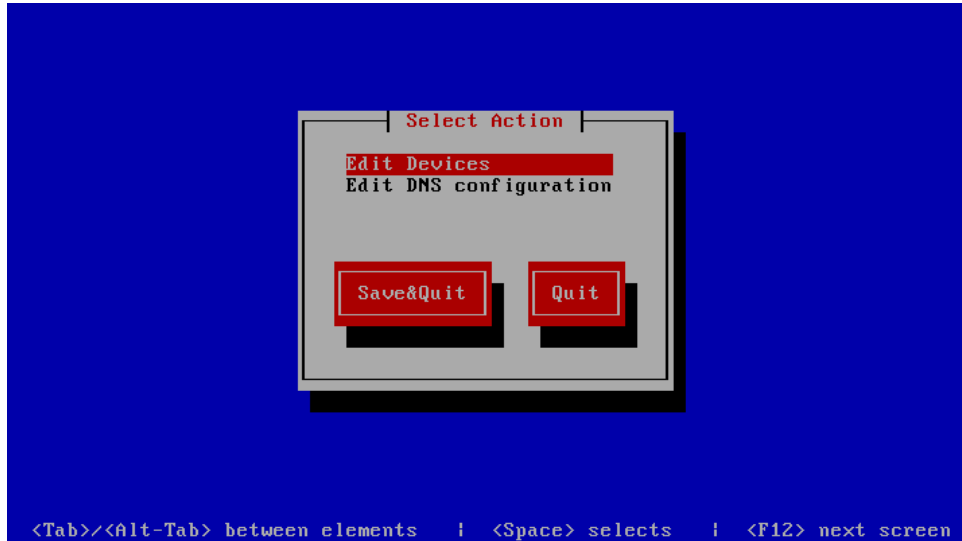 Select Action
Edit Devices
Edit DNS configuration
Save&Quit Quit
<Tab>/<Alt-Tab> between elements | <Space> selects | <F12> next screen